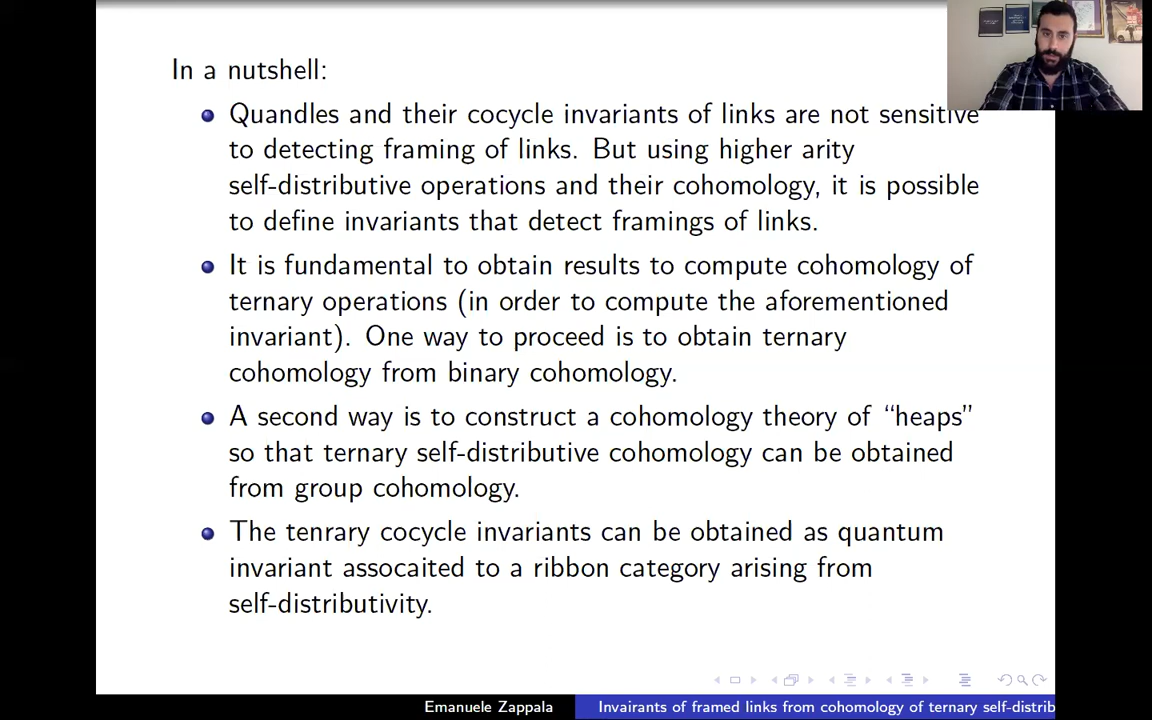 In a nutshell:
Quandles and their cocycle invariants of links are not sensitive
to detecting framing of links. But using higher arity
self-distributive operations and their cohomology, it is possible
to define invariants that detect framings of links.
It is fundamental to obtain results to compute cohomology of
ternary operations (in order to compute the aforementioned
invariant). One way to proceed is to obtain ternary
cohomology from binary cohomology.
A second way is to construct a cohomology theory of “heaps”
so that ternary self-distributive cohomology can be obtained
from group cohomology.
The tenrary cocycle invariants can be obtained as quantum
invariant assocaited to a ribbon category arising from
self-distributivity.
Emanuele Zappala
Invairants of framed links from cohomology of ternary self-distrib